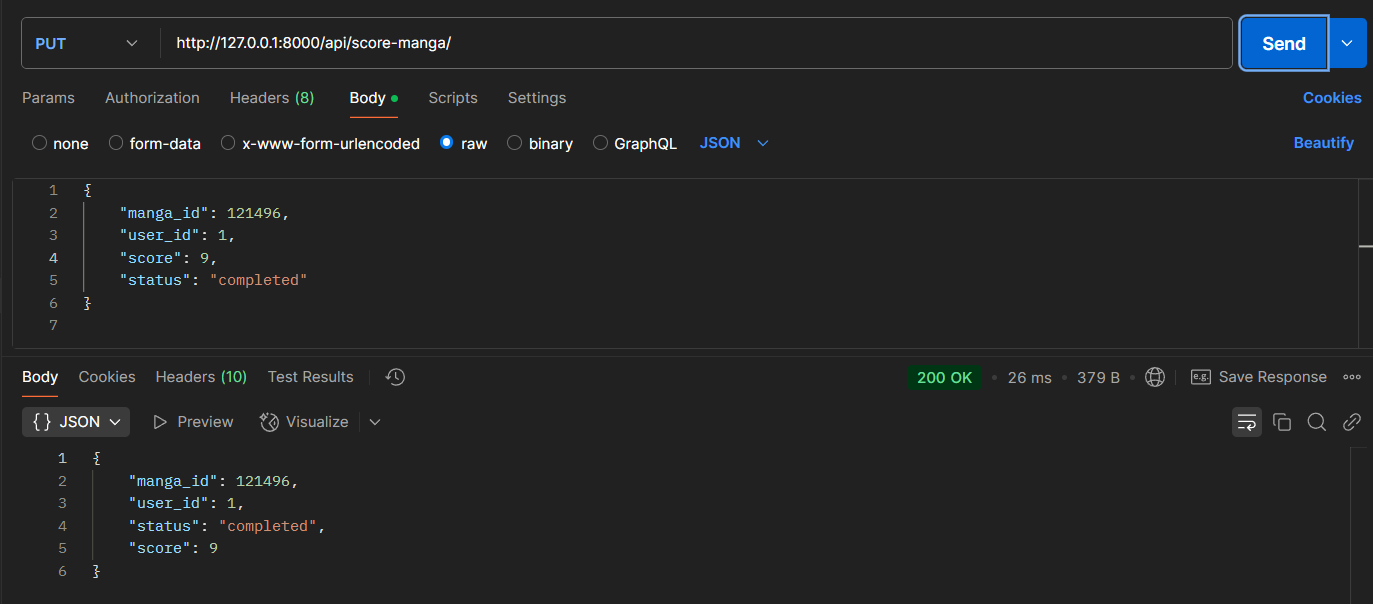 PUT http://127.0.0.1:8000/api/score-manga/ Send
Params Authorization Headers (8) Body Scripts Settings Cookies
none form-data x-www-form-urlencoded raw binary GraphQL JSON Beautify
1 {
2 "manga_id": 121496,
3 "user_id": 1,
4 "score": 9,
5 "status": "completed"
6 }
7
Body Cookies Headers (10) Test Results 200 OK • 26 ms • 379 B • e.g. Save Response
{} JSON Preview Visualize
1 {
2 "manga_id": 121496,
3 "user_id": 1,
4 "status": "completed",
5 "score": 9
6 }